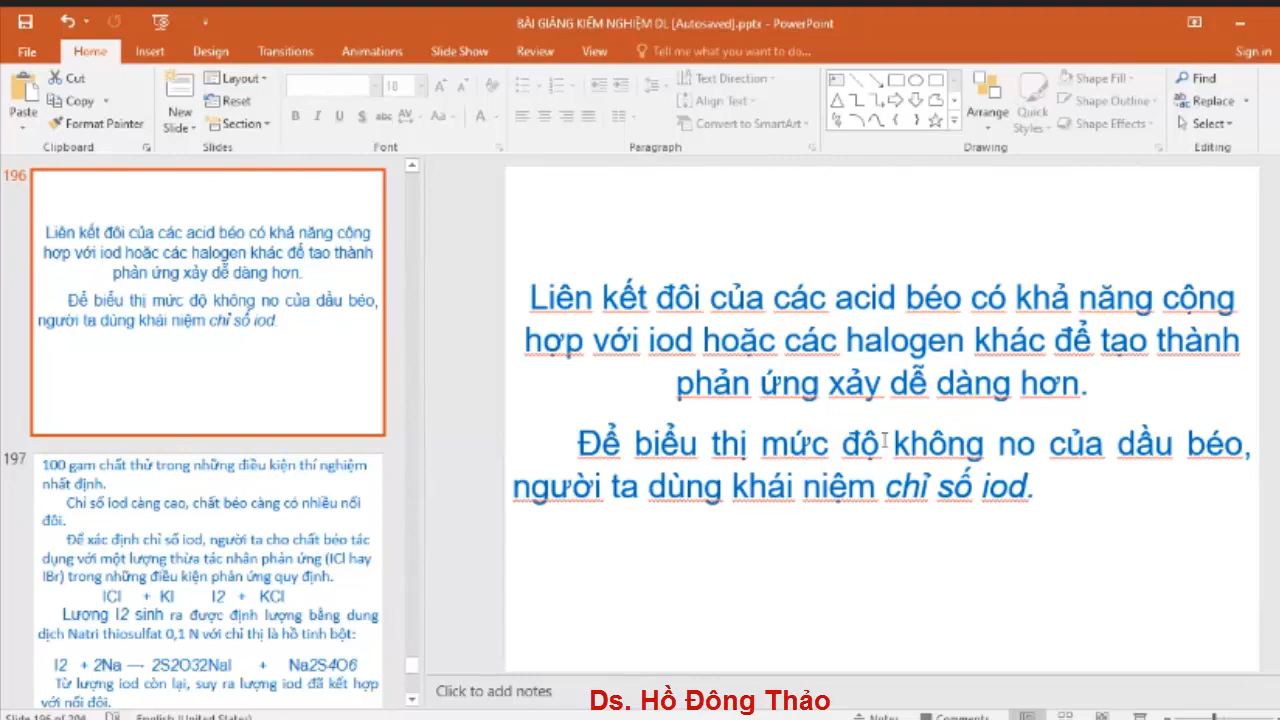 BÀI GIẢNG KIỂM NGHIỆM DL [Autosaved].pptx - PowerPoint
File Home Insert Design Transitions Animations Slide Show Review View Tell me what you want to do... Sign in
Cut
Copy
Format Painter
Paste
Clipboard
New
Slide
Layout
Reset
Section
Slides
18
B I U S abc AV Aa A
Font
Text Direction
Align Text
Convert to SmartArt
Paragraph
Arrange
Quick
Styles
Shape Fill
Shape Outline
Shape Effects
Drawing
Find
Replace
Select
Editing
196
Liên kết đôi của các acid béo có khả năng cộng
hợp với iod hoặc các halogen khác để tạo thành
phản ứng xảy dễ dàng hơn.
Để biểu thị mức độ không no của dầu béo,
người ta dùng khái niệm chỉ số iod.
197
100 gam chất thử trong những điều kiện thí nghiệm
nhất định.
Chỉ số Iod càng cao, chất béo càng có nhiều nối
đôi.
Để xác định chỉ số iod, người ta cho chất béo tác
dụng với một lượng thừa tác nhân phản ứng (ICl hay
IBr) trong những điều kiện phản ứng quy định.
ICl + KI I2 + KCl
Lượng I2 sinh ra được định lượng bằng dung
dịch Natri thiosulfat 0,1 N với chỉ thị là hồ tinh bột:
I2 + 2Na — 2S2O32NaI + Na2S4O6
Từ lượng iod còn lại, suy ra lượng iod đã kết hợp
với nối đôi.
Liên kết đôi của các acid béo có khả năng cộng
hợp với iod hoặc các halogen khác để tạo thành
phản ứng xảy dễ dàng hơn.
Để biểu thị mức độ không no của dầu béo,
người ta dùng khái niệm chỉ số iod.
Click to add notes
Ds. Hồ Đông Thảo
Slide 196 of 204 English (United States) Notes Comments